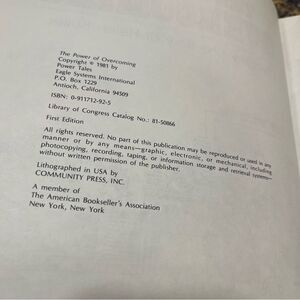 The Power of Overcoming
Copyright © 1981 by
Power Tales
Eagle Systems International
P.O. Box 1229
Antioch, California 94509
ISBN: 0-911712-92-5
Library of Congress Catalog No.: 81-50866
First Edition
All rights reserved. No part of this publication may be reproduced or used in any
manner or by any means—graphic, electronic, or mechanical, including
photocopying, recording, taping, or information storage and retrieval systems—
without written permission of the publisher.
Lithographed in USA by
COMMUNITY PRESS, INC.
A member of
The American Bookseller's Association
New York, New York